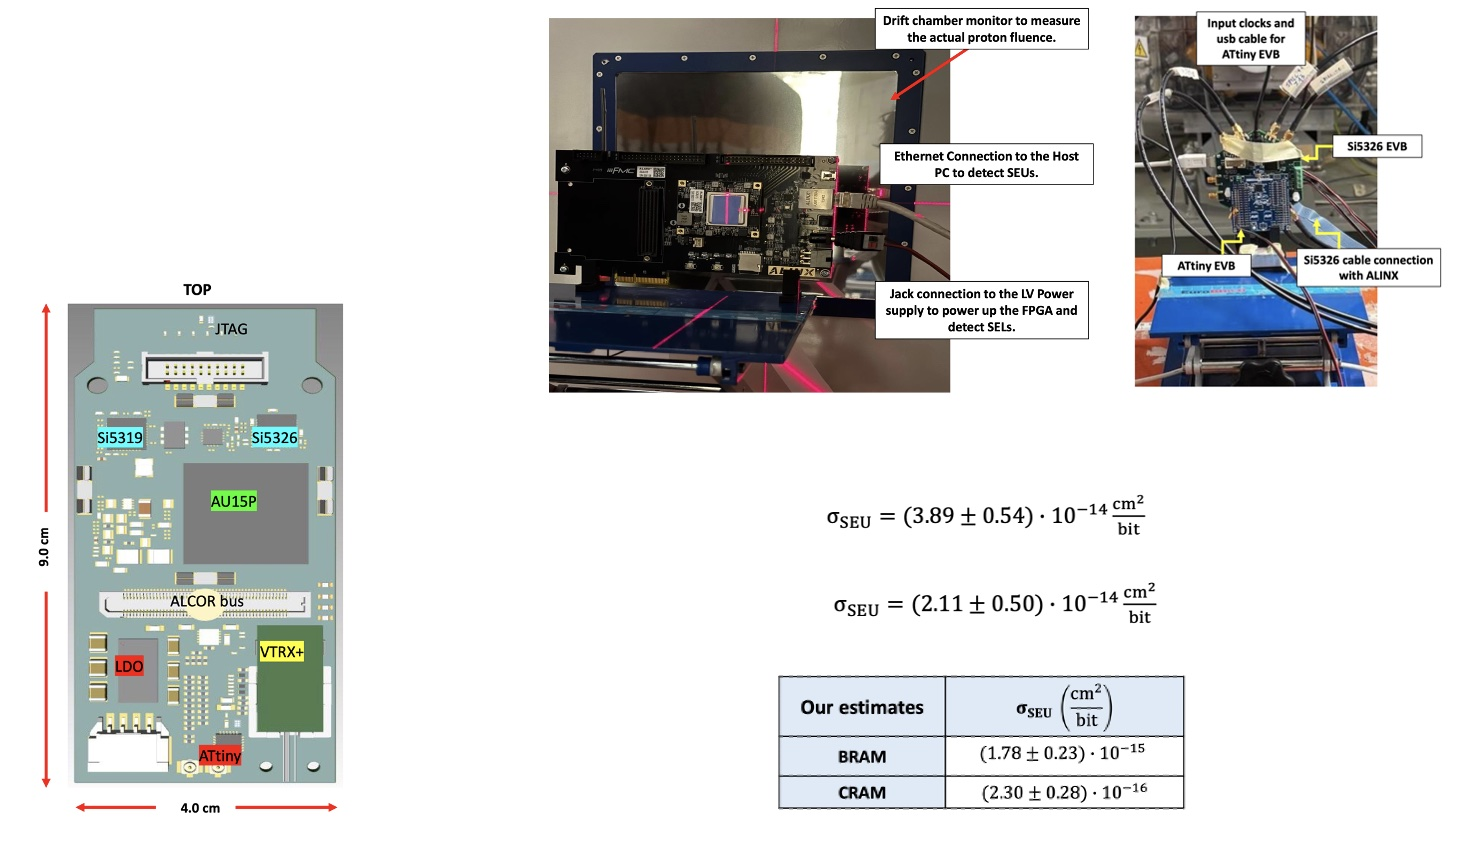 Drift chamber monitor to measure
the actual proton fluence.
Ethernet Connection to the Host
PC to detect SEUs.
Jack connection to the LV Power
supply to power up the FPGA and
detect SELs.
FMC
ALINX
Input clocks and
usb cable for
ATtiny EVB
Si5326 EVB
ATtiny EVB
Si5326 cable connection
with ALINX
TOP
JTAG
Si5319
Si5326
AU15P
ALCOR bus
LDO
VTRX+
ATtiny
9.0 cm
4.0 cm
σSEU = (3.89 ± 0.54) · 10⁻¹⁴ cm²/bit
σSEU = (2.11 ± 0.50) · 10⁻¹⁴ cm²/bit
Our estimates σSEU (cm²/bit)
BRAM (1.78 ± 0.23) · 10⁻¹⁵
CRAM (2.30 ± 0.28) · 10⁻¹⁶